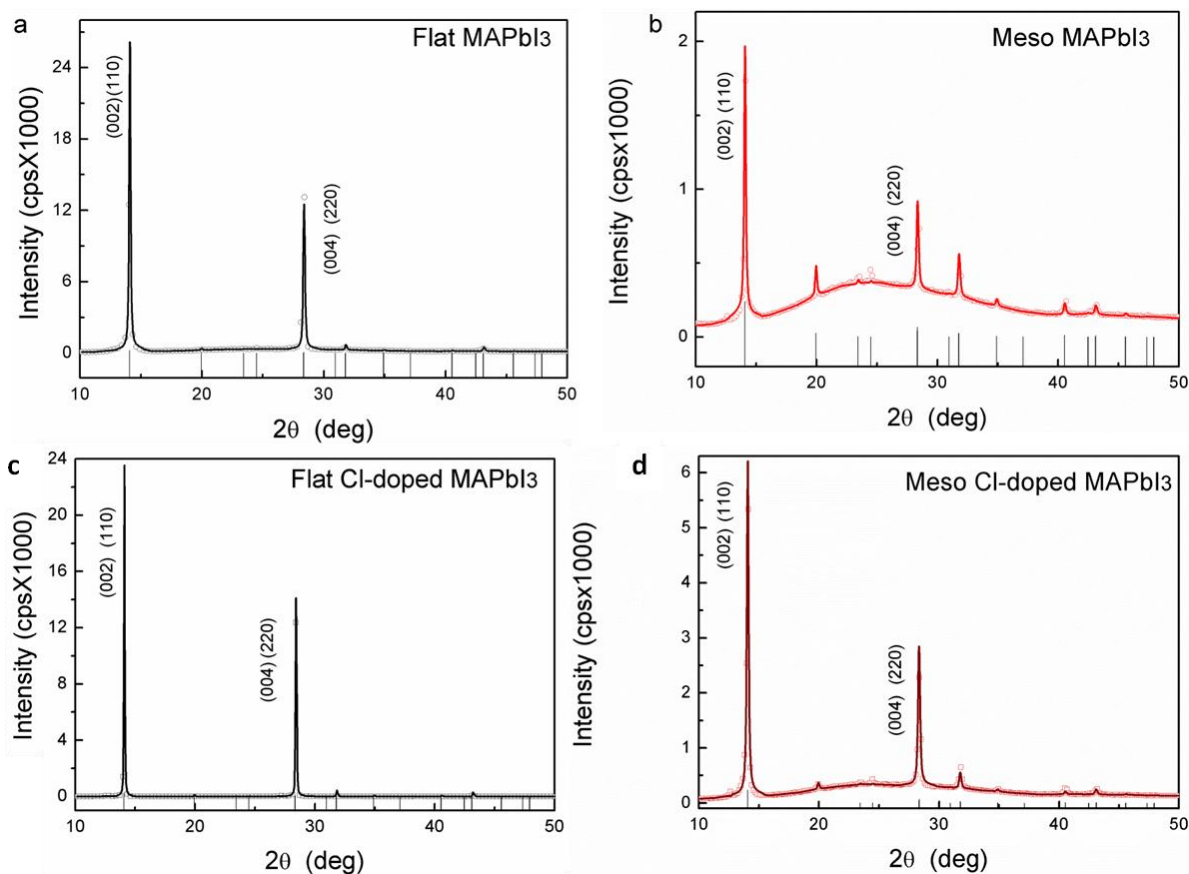 a
Flat MAPbI3
Intensity (cpsX1000)
24
18
12
6
0
(002) (110)
(004) (220)
10 20 30 40 50
2θ (deg)
b
Meso MAPbI3
Intensity (cpsx1000)
2
1
0
(002) (110)
(004) (220)
10 20 30 40 50
2θ (deg)
c
Flat Cl-doped MAPbI3
Intensity (cpsX1000)
24
20
16
12
8
4
0
(002) (110)
(004) (220)
10 20 30 40 50
2θ (deg)
d
Meso Cl-doped MAPbI3
Intensity (cpsx1000)
6
5
4
3
2
1
0
(002) (110)
(004) (220)
10 20 30 40 50
2θ (deg)